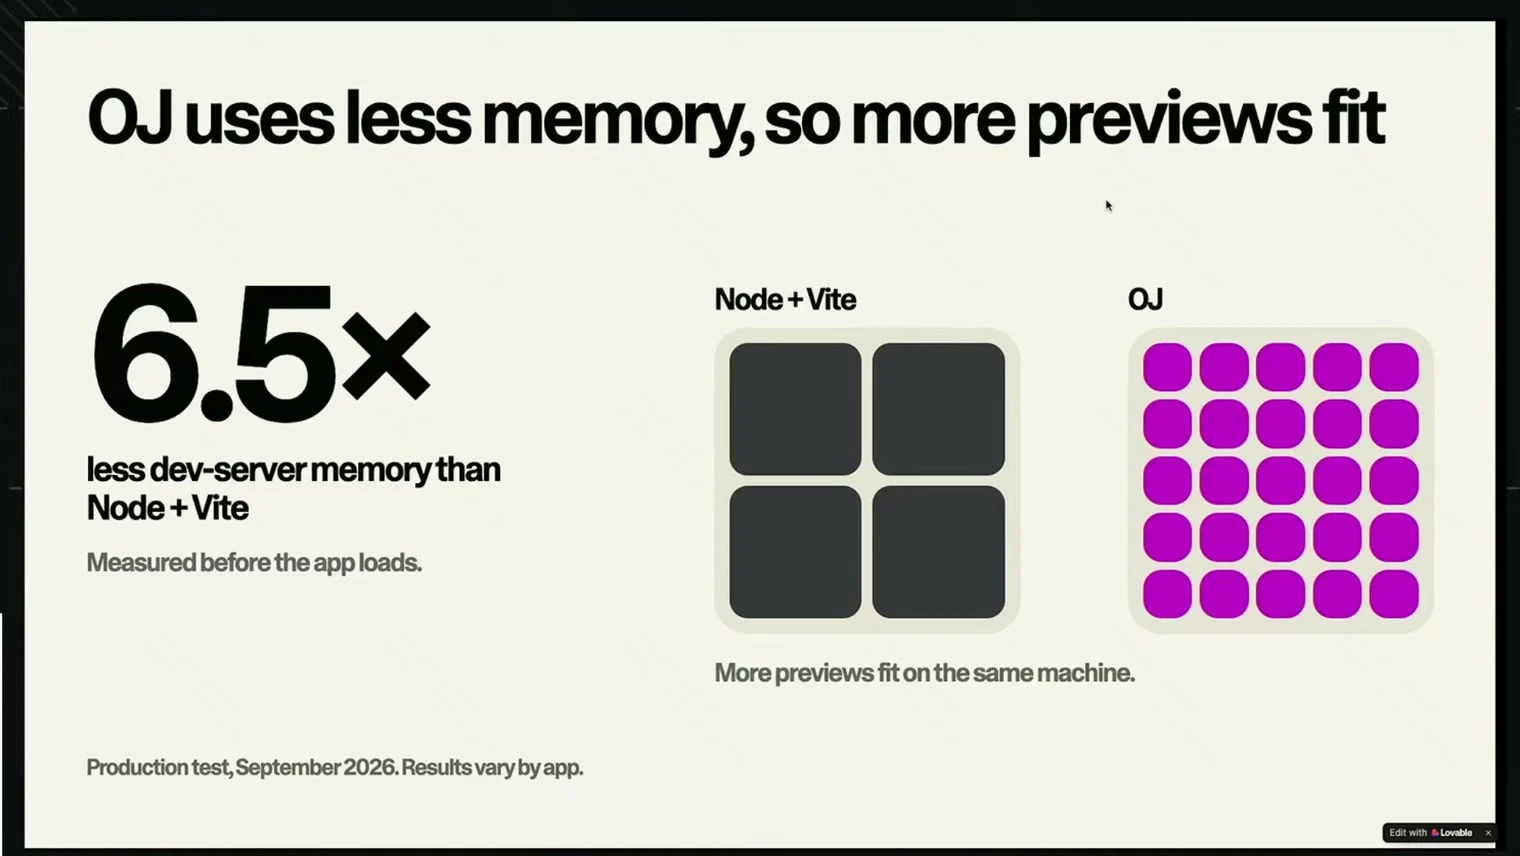 OJ uses less memory, so more previews fit
6.5×
less dev-server memory than
Node + Vite
Measured before the app loads.
Node + Vite
OJ
More previews fit on the same machine.
Production test, September 2026. Results vary by app.
Edit with Lovable ×